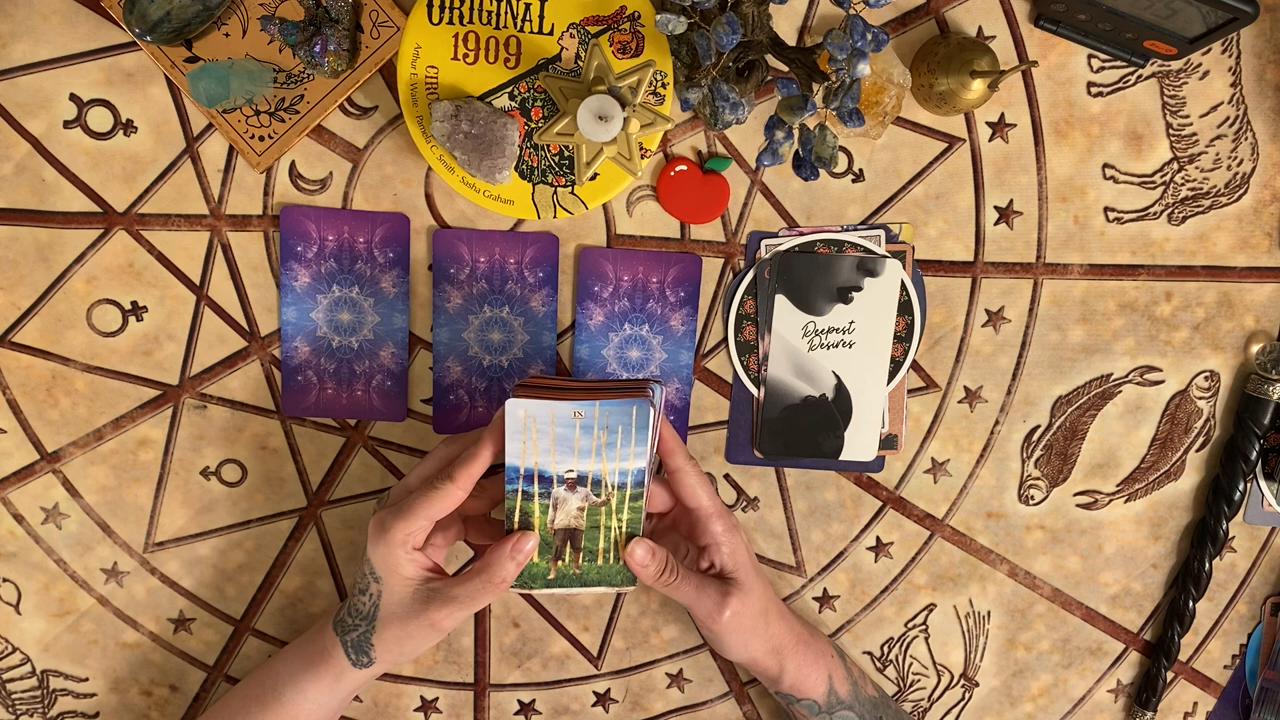 ORIGINAL
1909
Arthur E. Waite · Pamela C. Smith · Sasha Graham
Deepest
Desires
IX